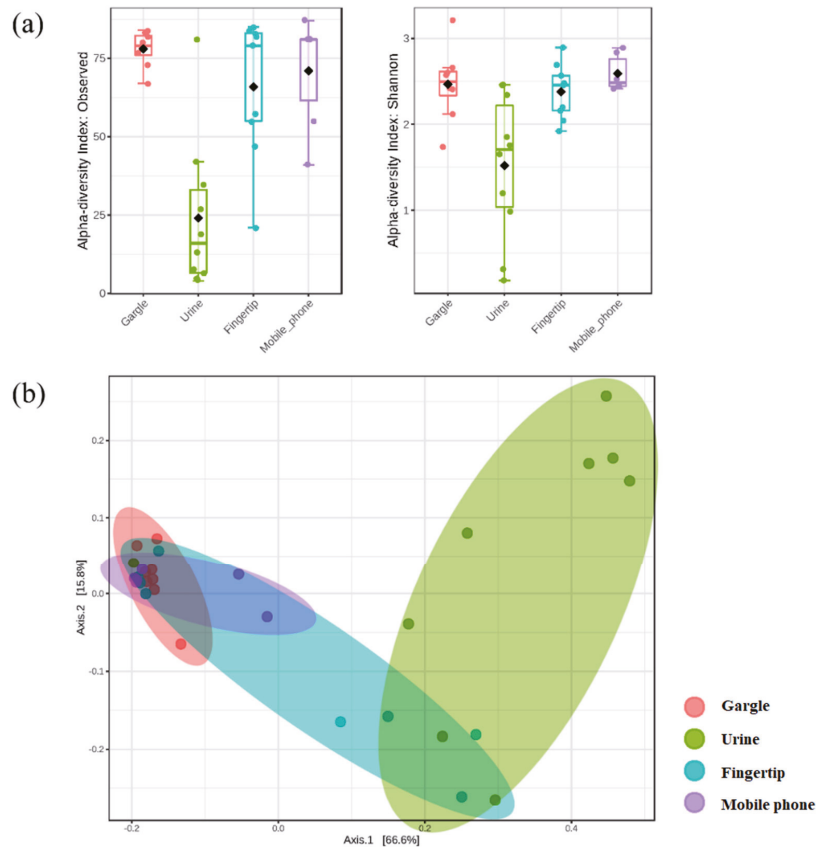 (a)
Alpha-diversity Index: Observed
75
50
25
0
Gargle
Urine
Fingertip
Mobile_phone
Alpha-diversity Index: Shannon
3
2
1
Gargle
Urine
Fingertip
Mobile_phone
(b)
Axis.2 [15.8%]
0.2
0.1
0.0
-0.1
-0.2
-0.2
0.0
0.2
0.4
Axis.1 [66.6%]
Gargle
Urine
Fingertip
Mobile phone